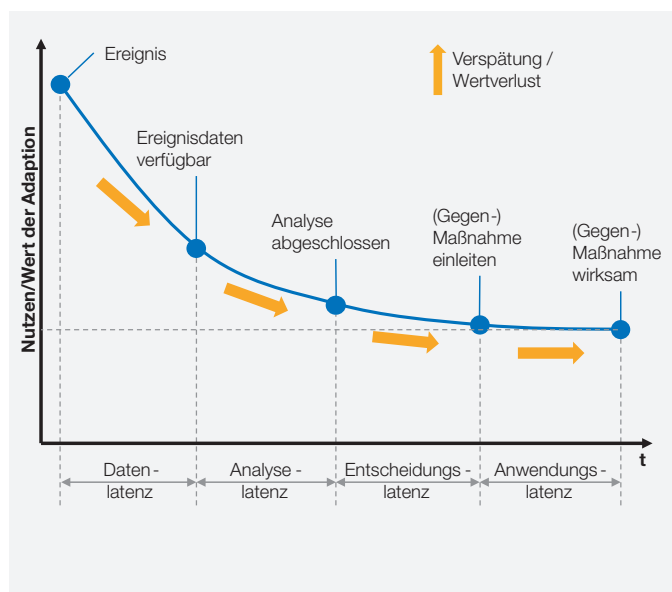 Ereignis
Verspätung /
Wertverlust
Ereignisdaten
verfügbar
Analyse
abgeschlossen
(Gegen-)
Maßnahme
einleiten
(Gegen-)
Maßnahme
wirksam
Nutzen/Wert der Adaption
t
Daten-
latenz
Analyse-
latenz
Entscheidungs-
latenz
Anwendungs-
latenz